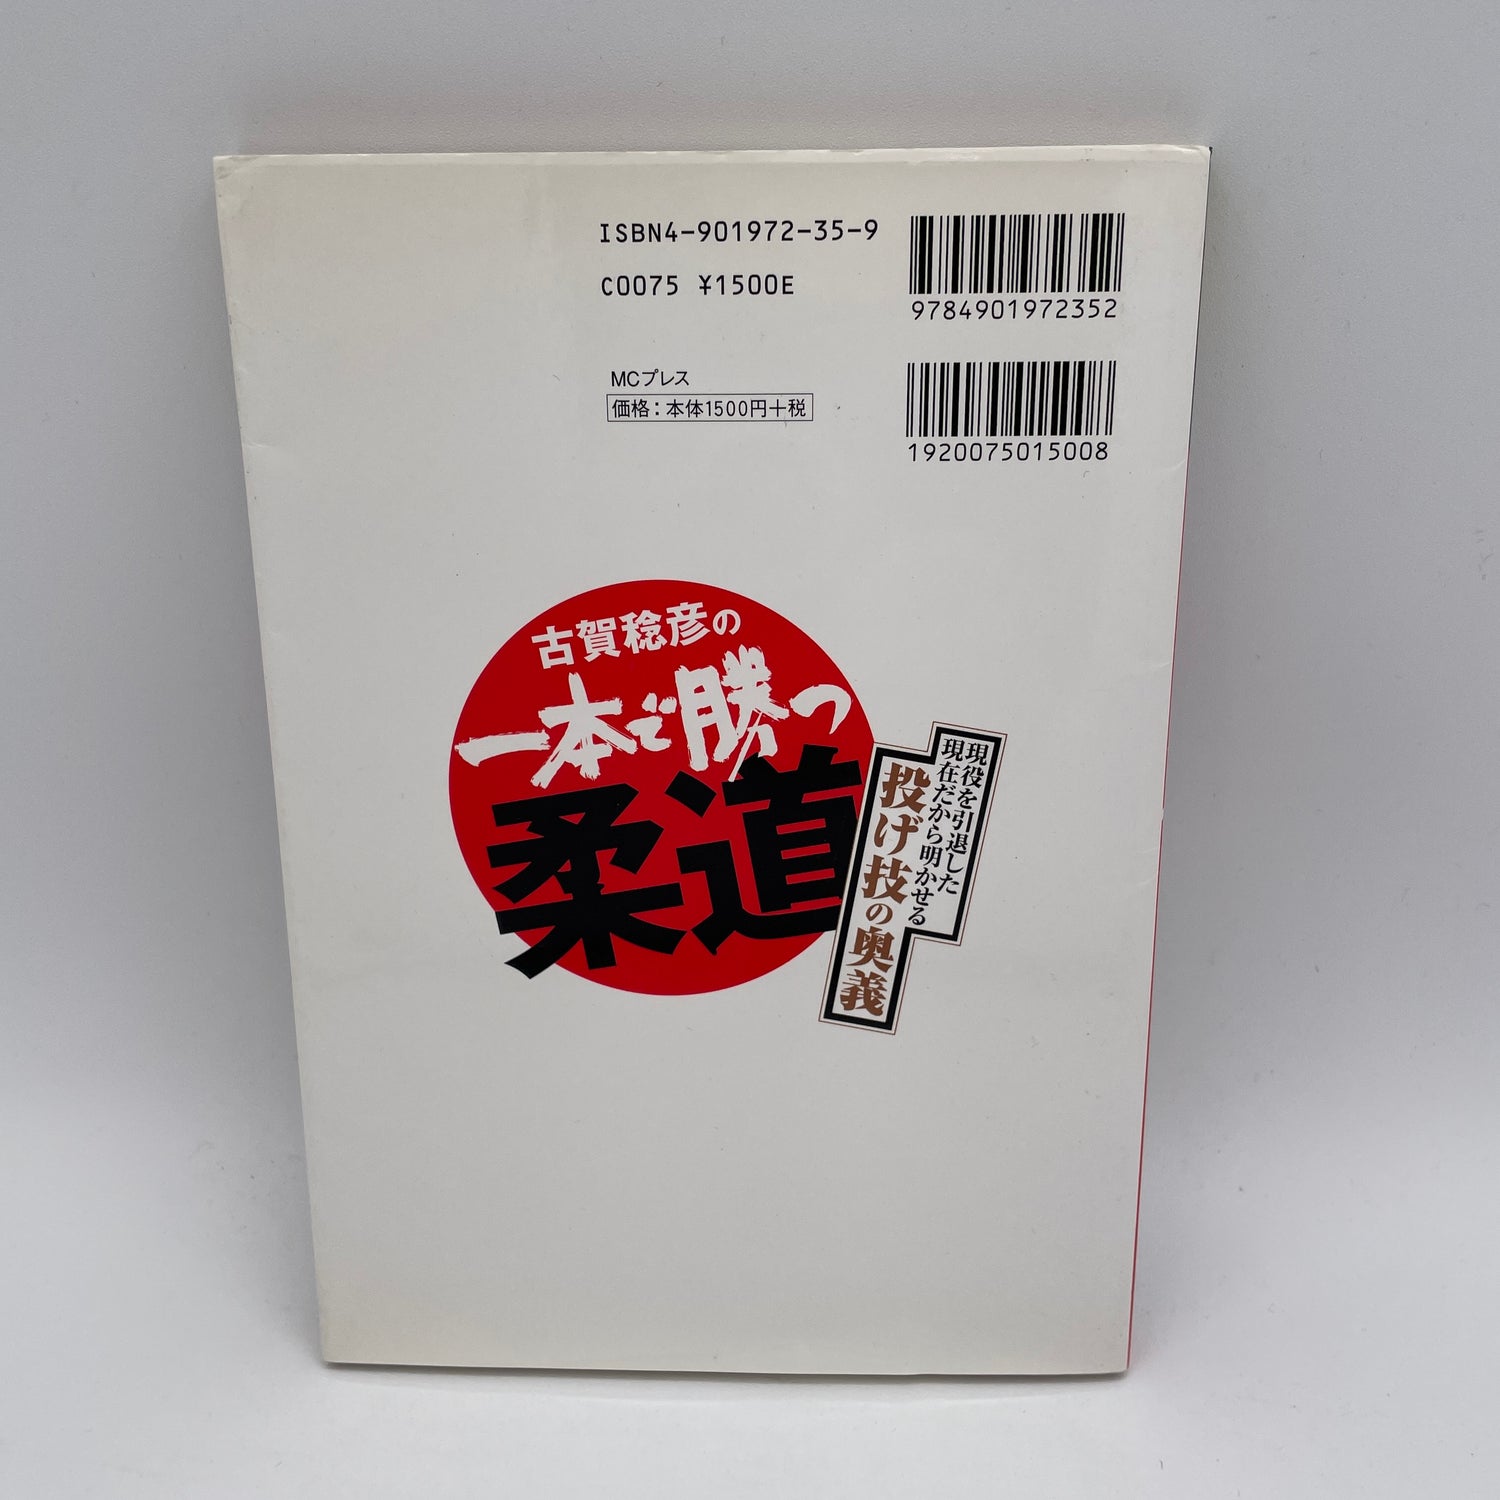 ISBN4-901972-35-9
C0075 ¥1500E
9784901972352
MCプレス
価格：本体1500円＋税
1920075015008
古賀稔彦の
一本で勝つ
柔道
現役を引退した
現在だから明かせる
投げ技の奥義